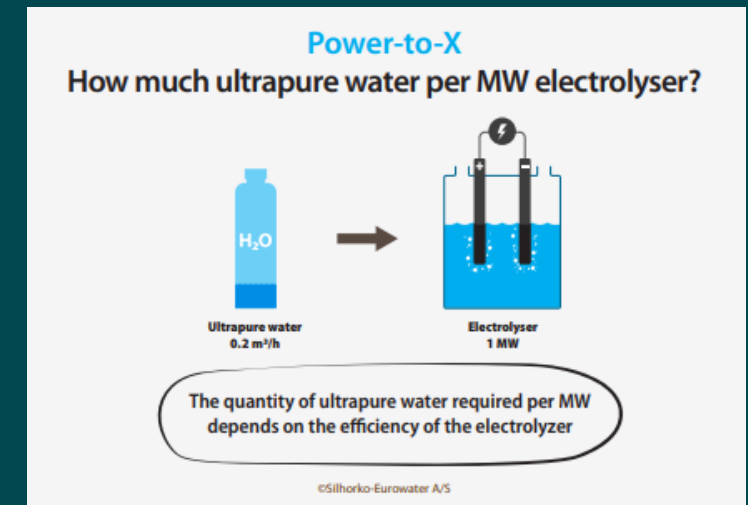 Power-to-X
How much ultrapure water per MW electrolyser?
+
−
H₂O
Ultrapure water
0.2 m³/h
Electrolyser
1 MW
The quantity of ultrapure water required per MW
depends on the efficiency of the electrolyzer
©Silhorko-Eurowater A/S